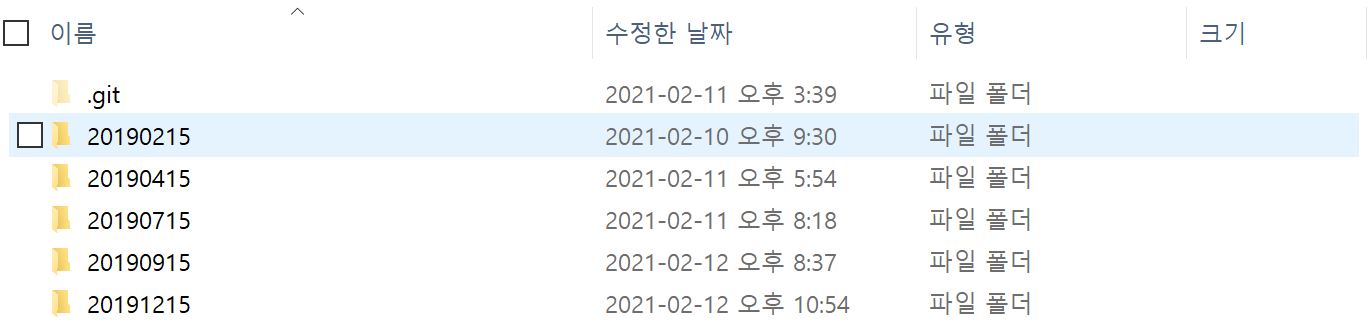 이름 수정한 날짜 유형 크기
.git 2021-02-11 오후 3:39 파일 폴더
20190215 2021-02-10 오후 9:30 파일 폴더
20190415 2021-02-11 오후 5:54 파일 폴더
20190715 2021-02-11 오후 8:18 파일 폴더
20190915 2021-02-12 오후 8:37 파일 폴더
20191215 2021-02-12 오후 10:54 파일 폴더